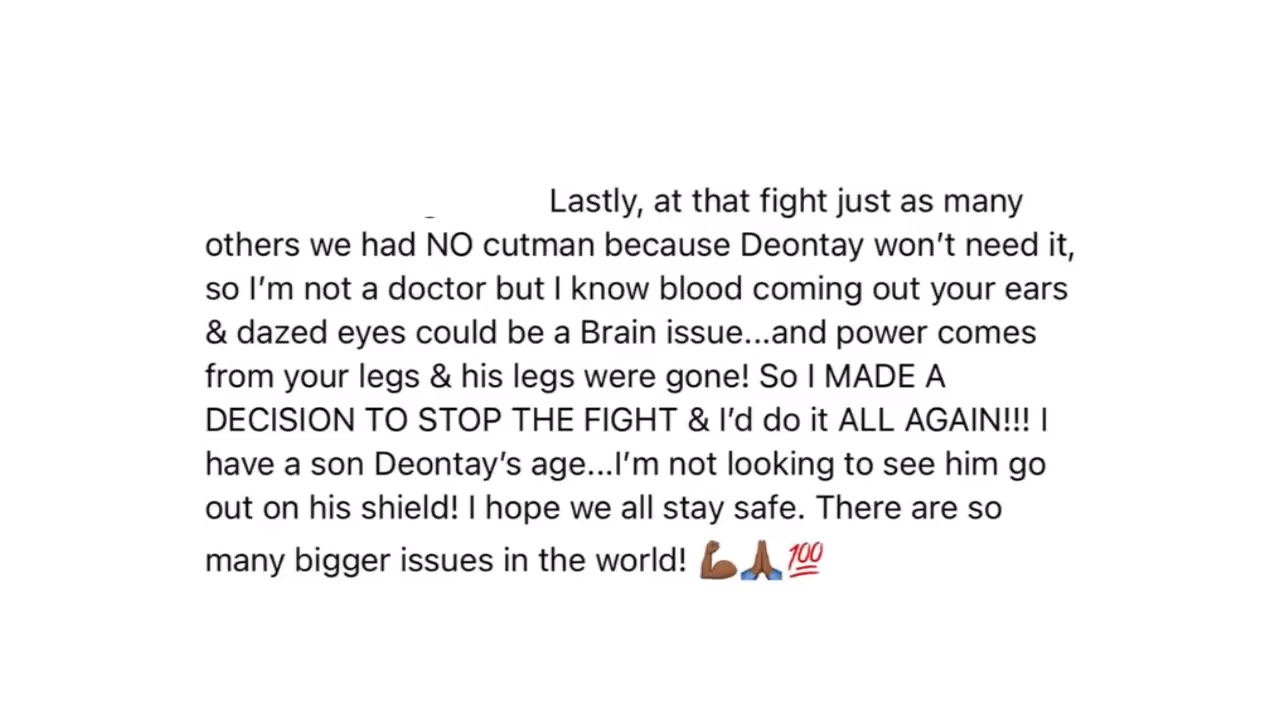 Lastly, at that fight just as many
others we had NO cutman because Deontay won’t need it,
so I’m not a doctor but I know blood coming out your ears
& dazed eyes could be a Brain issue...and power comes
from your legs & his legs were gone! So I MADE A
DECISION TO STOP THE FIGHT & I’d do it ALL AGAIN!!! I
have a son Deontay’s age...I’m not looking to see him go
out on his shield! I hope we all stay safe. There are so
many bigger issues in the world! 💪🏾🙏🏾💯